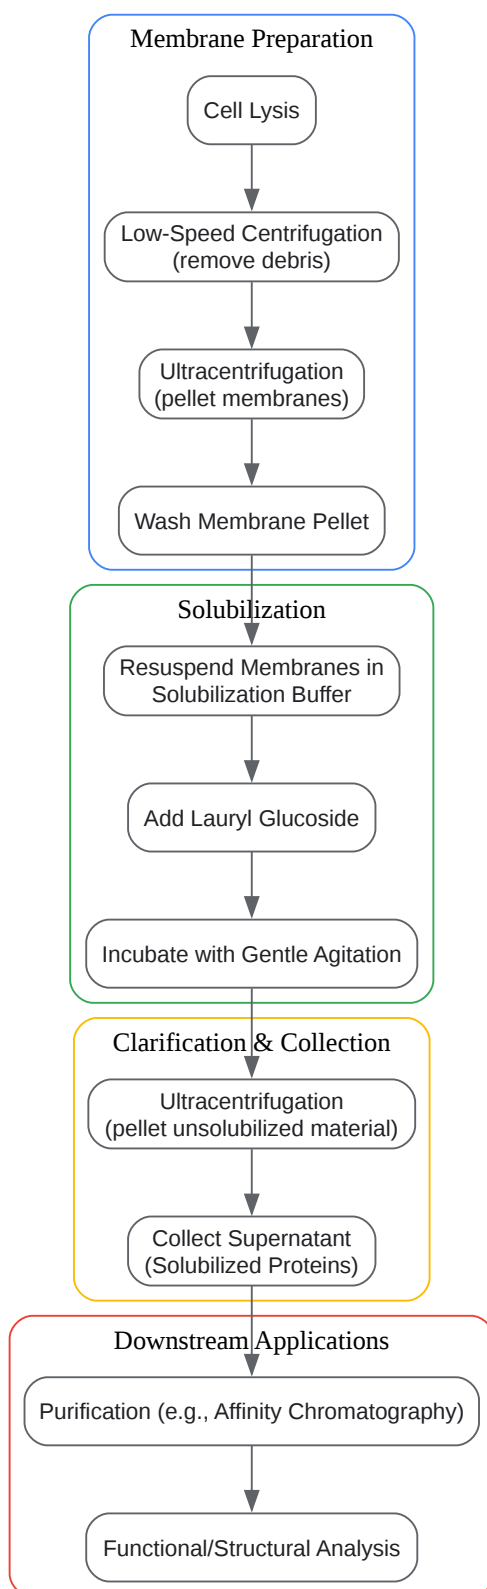 Membrane Preparation
Cell Lysis
Low-Speed Centrifugation
(remove debris)
Ultracentrifugation
(pellet membranes)
Wash Membrane Pellet
Solubilization
Resuspend Membranes in
Solubilization Buffer
Add Lauryl Glucoside
Incubate with Gentle Agitation
Clarification & Collection
Ultracentrifugation
(pellet unsolubilized material)
Collect Supernatant
(Solubilized Proteins)
Downstream Applications
Purification (e.g., Affinity Chromatography)
Functional/Structural Analysis